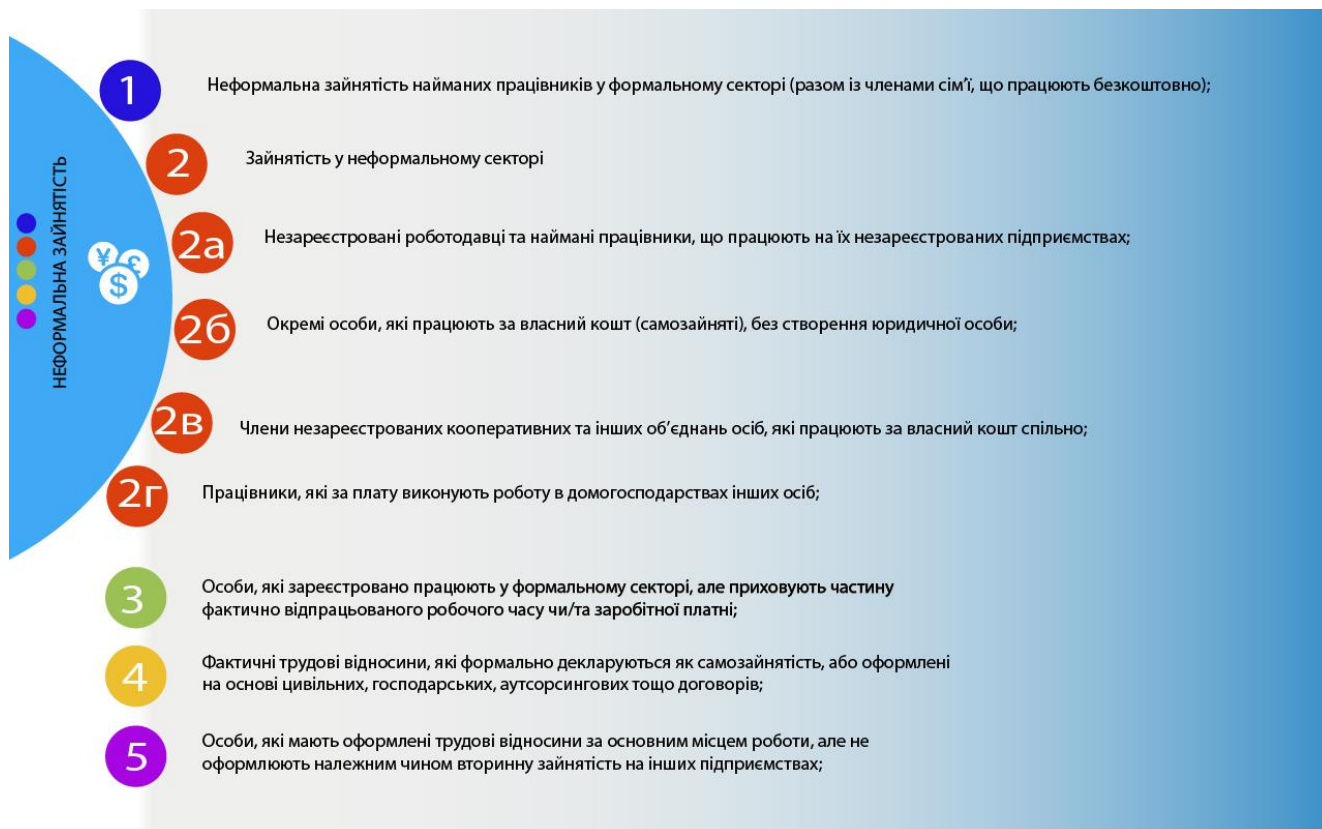 НЕФОРМАЛЬНА ЗАЙНЯТІСТЬ
¥ £
$
1 Неформальна зайнятість найманих працівників у формальному секторі (разом із членами сім’ї, що працюють безкоштовно);
2 Зайнятість у неформальному секторі
2а Незареєстровані роботодавці та наймані працівники, що працюють на їх незареєстрованих підприємствах;
2б Окремі особи, які працюють за власний кошт (самозайняті), без створення юридичної особи;
2в Члени незареєстрованих кооперативних та інших об’єднань осіб, які працюють за власний кошт спільно;
2г Працівники, які за плату виконують роботу в домогосподарствах інших осіб;
3 Особи, які зареєстровано працюють у формальному секторі, але приховують частину
фактично відпрацьованого робочого часу чи/та заробітної платні;
4 Фактичні трудові відносини, які формально декларуються як самозайнятість, або оформлені
на основі цивільних, господарських, аутсорсингових тощо договорів;
5 Особи, які мають оформлені трудові відносини за основним місцем роботи, але не
оформлюють належним чином вторинну зайнятість на інших підприємствах;